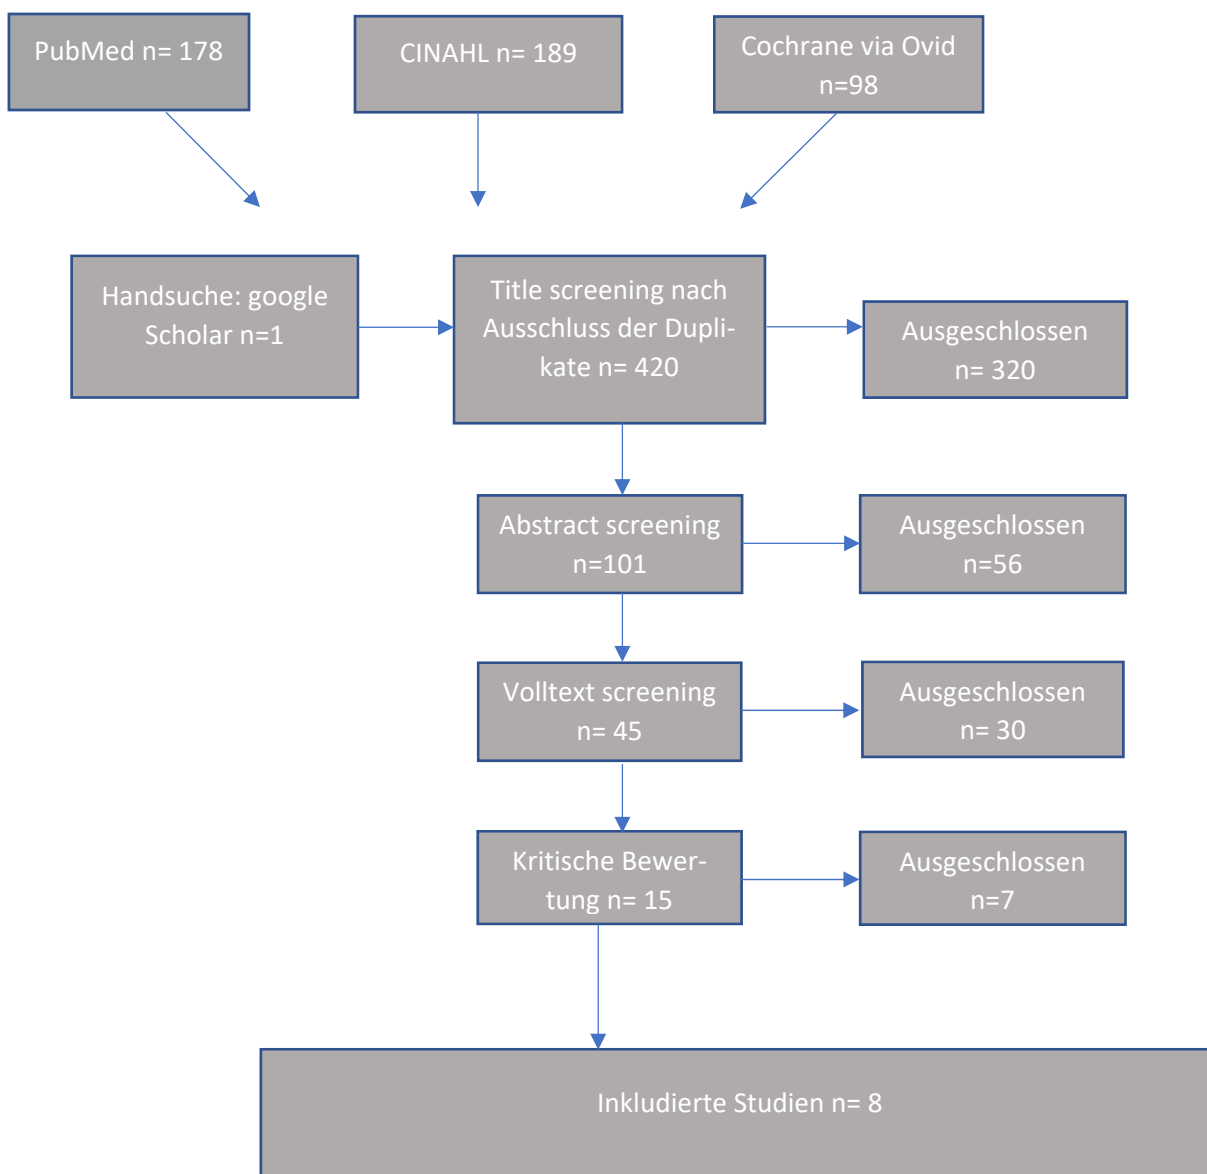 PubMed n= 178
CINAHL n= 189
Cochrane via Ovid
n=98
Handsuche: google
Scholar n=1
Title screening nach
Ausschluss der Dupli-
kate n= 420
Ausgeschlossen
n= 320
Abstract screening
n=101
Ausgeschlossen
n=56
Volltext screening
n= 45
Ausgeschlossen
n= 30
Kritische Bewer-
tung n= 15
Ausgeschlossen
n=7
Inkludierte Studien n= 8